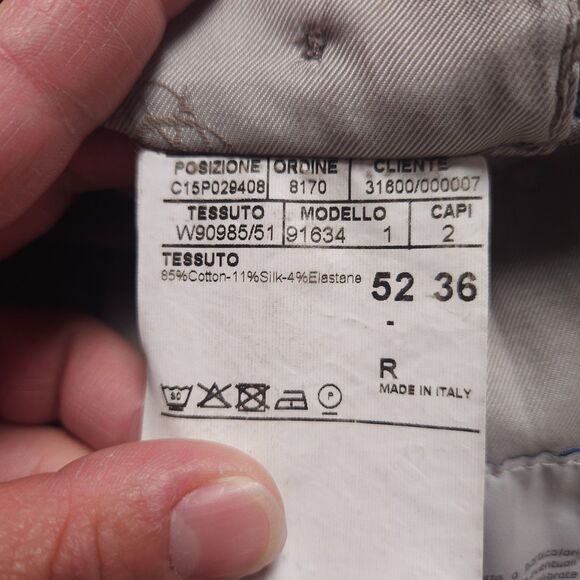 POSIZIONE ORDINE CLIENTE
C15P029408 8170 31800/000007
TESSUTO MODELLO CAPI
W90985/51 91634 1 2
TESSUTO
85%Cotton-11%Silk-4%Elastane 52 36
-
R
MADE IN ITALY
P